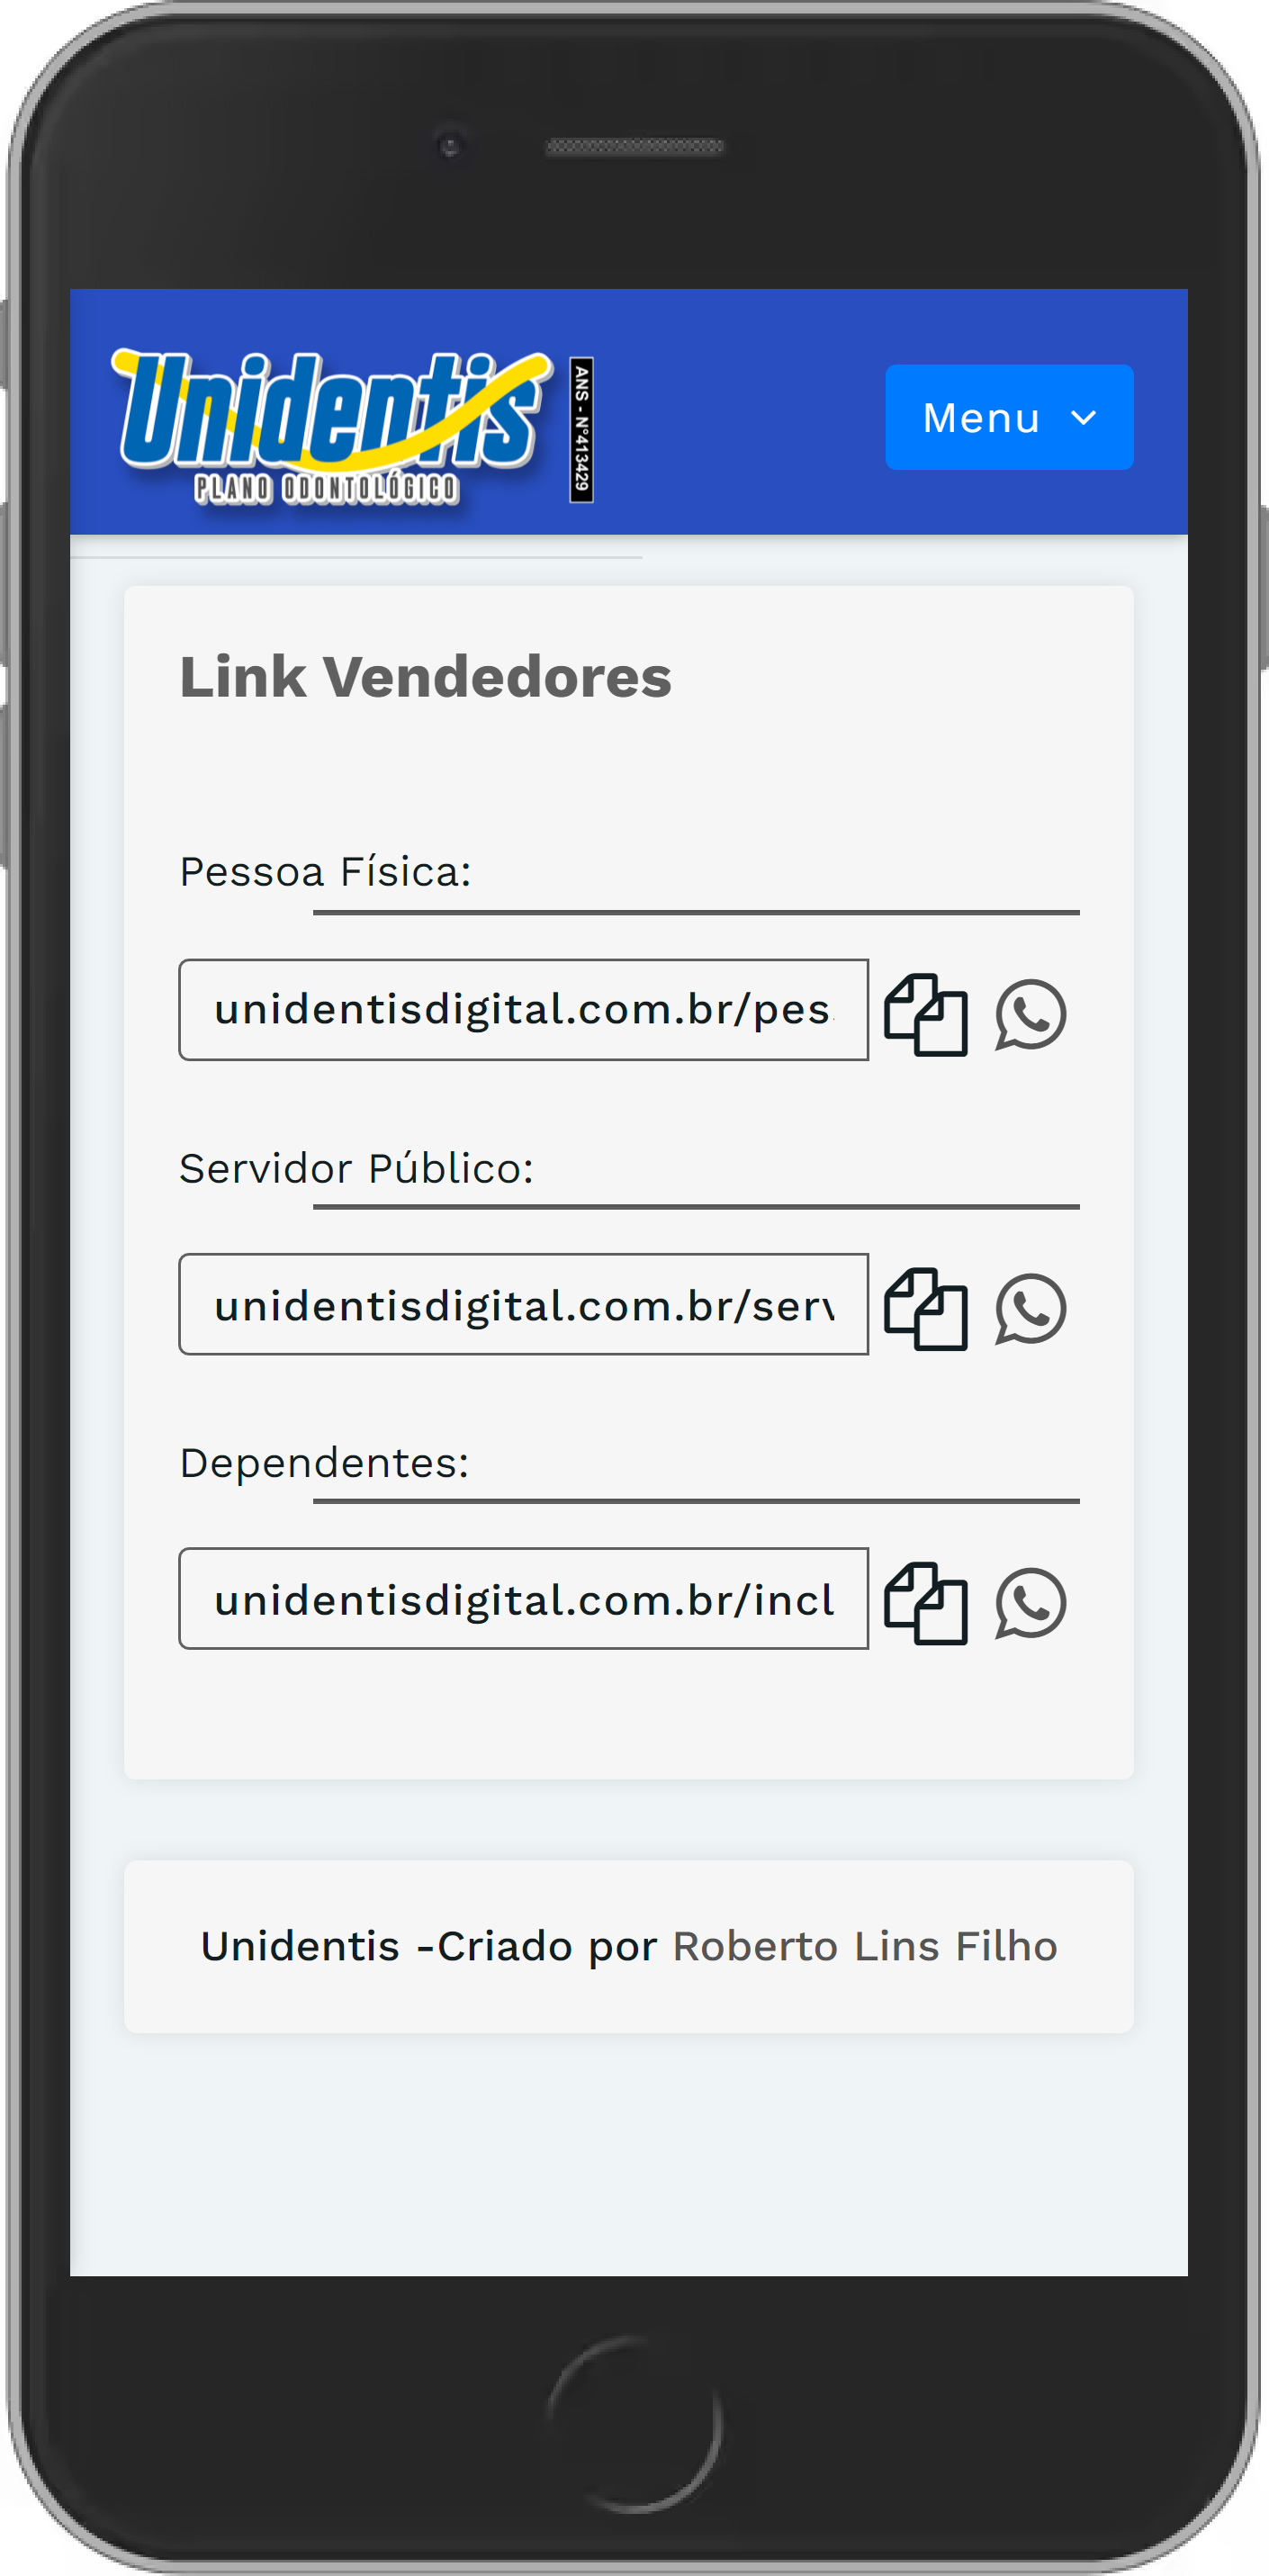 Unidentis
PLANO ODONTOLÓGICO
ANS - N°413429
Menu
Link Vendedores
Pessoa Física:
unidentisdigital.com.br/pes
Servidor Público:
unidentisdigital.com.br/serv
Dependentes:
unidentisdigital.com.br/incl
Unidentis -Criado por Roberto Lins Filho